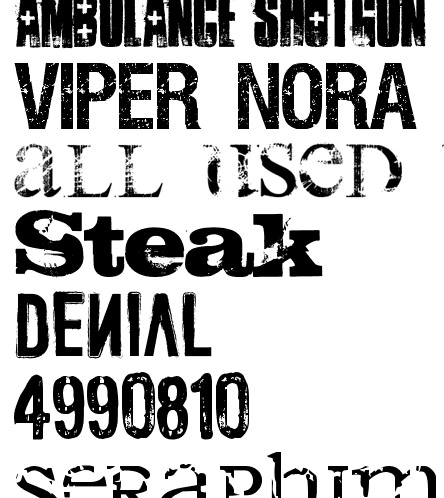 AMBULANCE SHOTGUN
VIPER NORA
aLL USeD
Steak
DENIAL
4990810
seRaphim